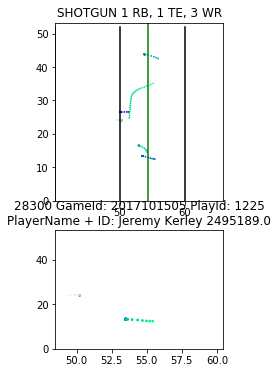 SHOTGUN 1 RB, 1 TE, 3 WR
50
40
30
20
10
0
50 60
28300 GameId: 2017101505 PlayId: 1225
PlayerName + ID: Jeremy Kerley 2495189.0
40
20
0
50.0 52.5 55.0 57.5 60.0